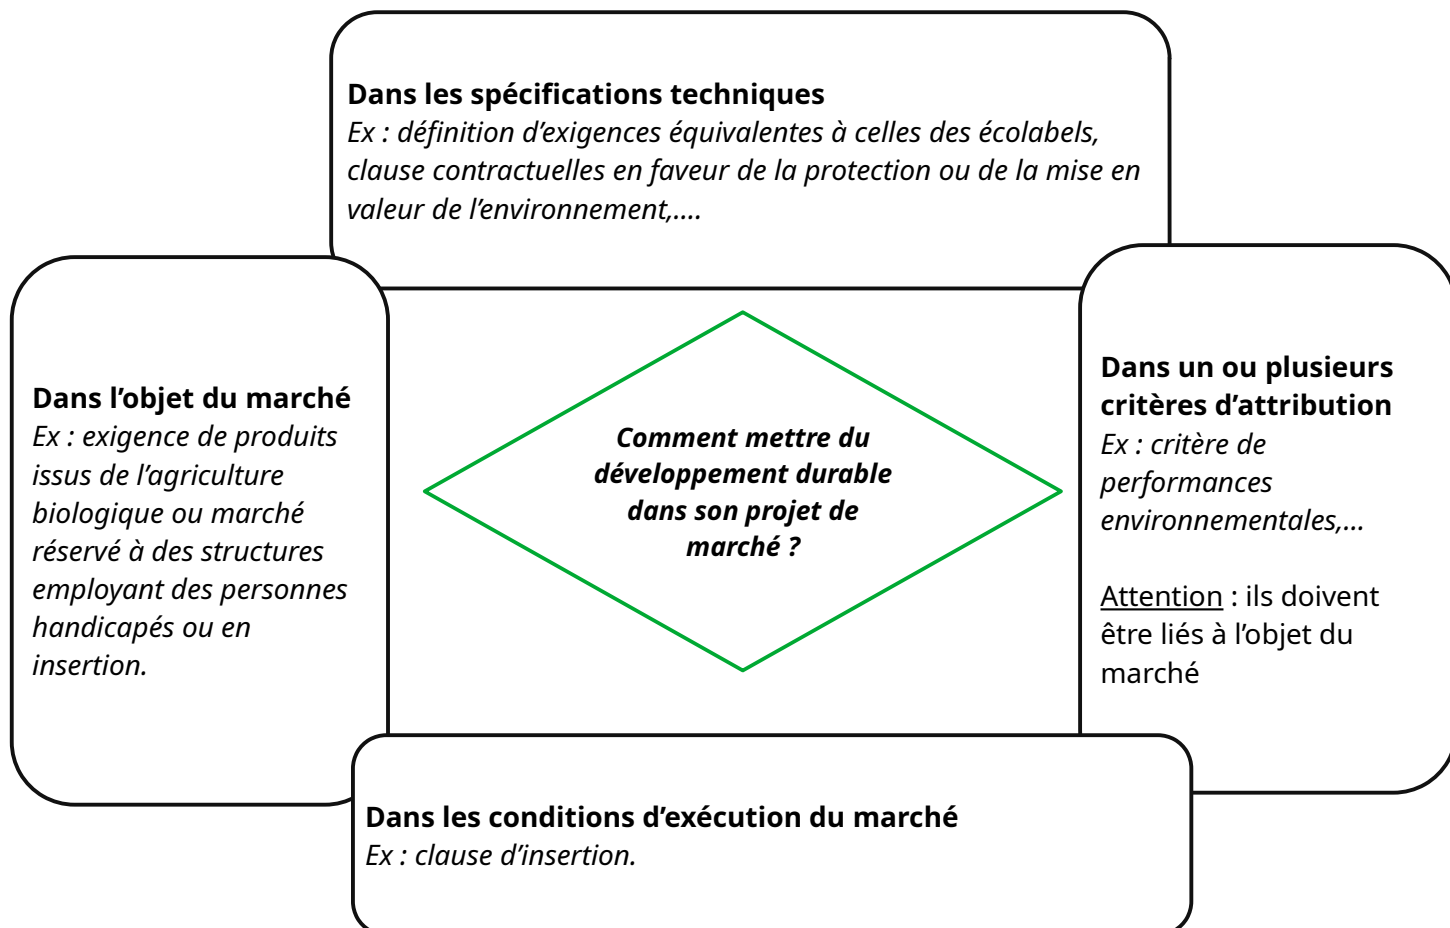 Dans les spécifications techniques
Ex : définition d’exigences équivalentes à celles des écolabels,
clause contractuelles en faveur de la protection ou de la mise en
valeur de l’environnement,....
Dans l’objet du marché
Ex : exigence de produits
issus de l’agriculture
biologique ou marché
réservé à des structures
employant des personnes
handicapés ou en
insertion.
Comment mettre du
développement durable
dans son projet de
marché ?
Dans un ou plusieurs
critères d’attribution
Ex : critère de
performances
environnementales,...
Attention : ils doivent
être liés à l’objet du
marché
Dans les conditions d’exécution du marché
Ex : clause d’insertion.